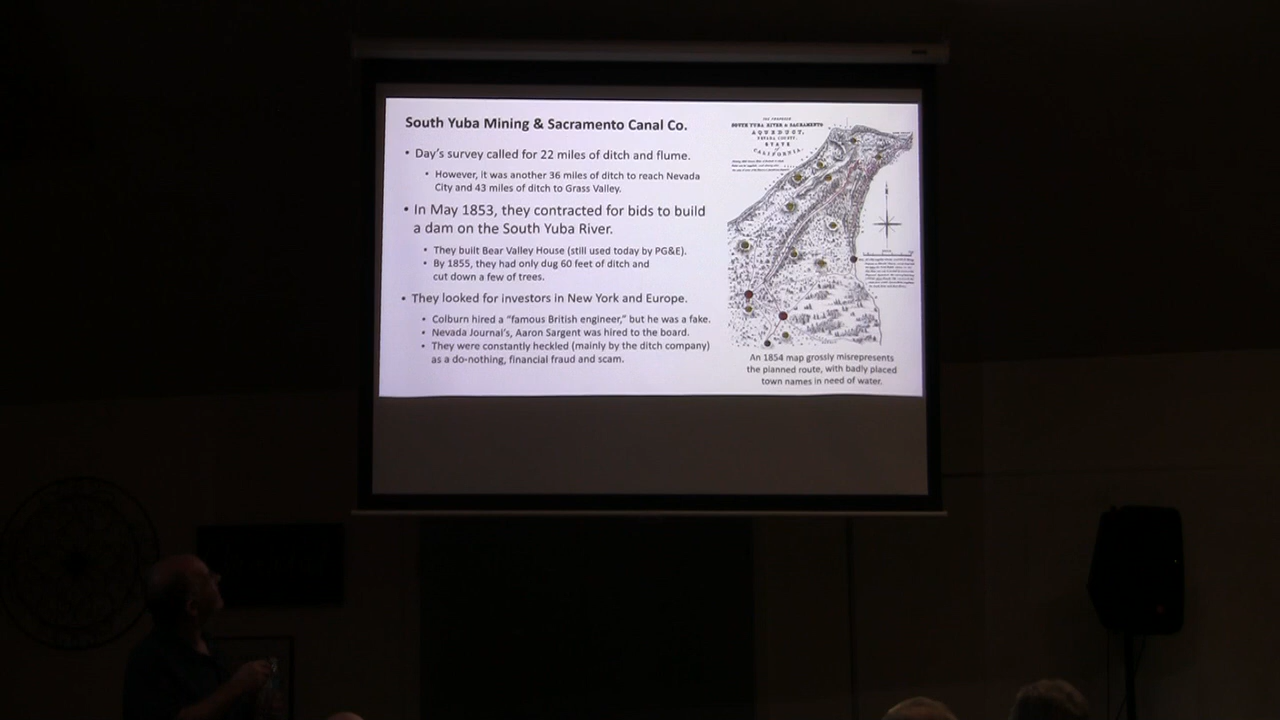 South Yuba Mining & Sacramento Canal Co.
• Day's survey called for 22 miles of ditch and flume.
• However, it was another 36 miles of ditch to reach Nevada
City and 43 miles of ditch to Grass Valley.
• In May 1853, they contracted for bids to build
a dam on the South Yuba River.
• They built Bear Valley House (still used today by PG&E).
• By 1855, they had only dug 60 feet of ditch and
cut down a few of trees.
• They looked for investors in New York and Europe.
• Colburn hired a “famous British engineer,” but he was a fake.
• Nevada Journal's, Aaron Sargent was hired to the board.
• They were constantly heckled (mainly by the ditch company)
as a do-nothing, financial fraud and scam.
SOUTH YUBA RIVER & SACRAMENTO
AQUEDUCT,
NEVADA COUNTY,
STATE
of
CALIFORNIA.
An 1854 map grossly misrepresents
the planned route, with badly placed
town names in need of water.